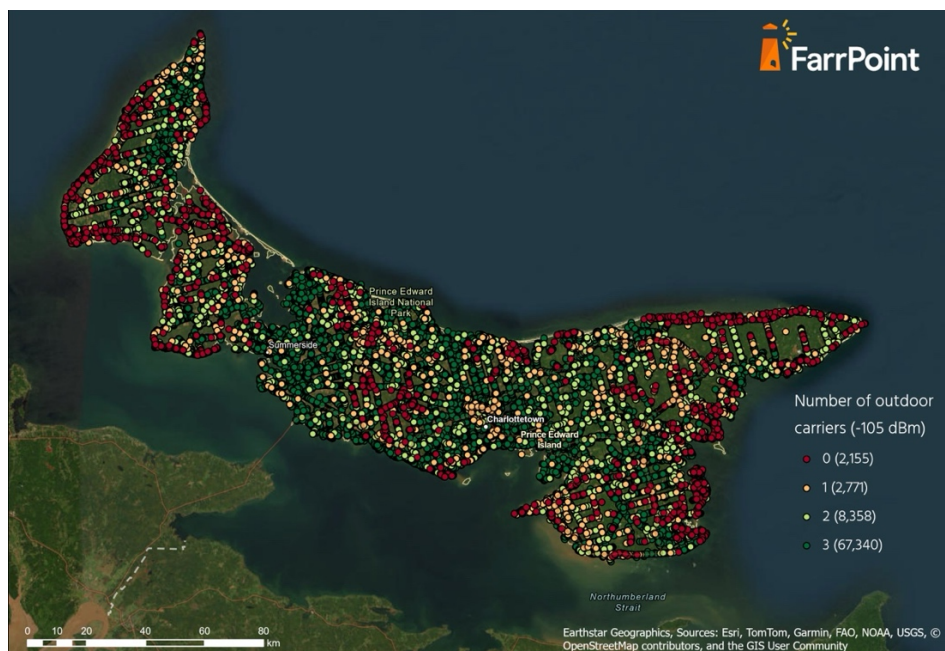 FarrPoint
Prince Edward
Island National
Park
Summerside
Charlottetown
Prince Edward
Island
Number of outdoor
carriers (-105 dBm)
0 (2,155)
1 (2,771)
2 (8,358)
3 (67,340)
Northumberland
Strait
0 10 20 40 60 80
km
Earthstar Geographics, Sources: Esri, TomTom, Garmin, FAO, NOAA, USGS, ©
OpenStreetMap contributors, and the GIS User Community